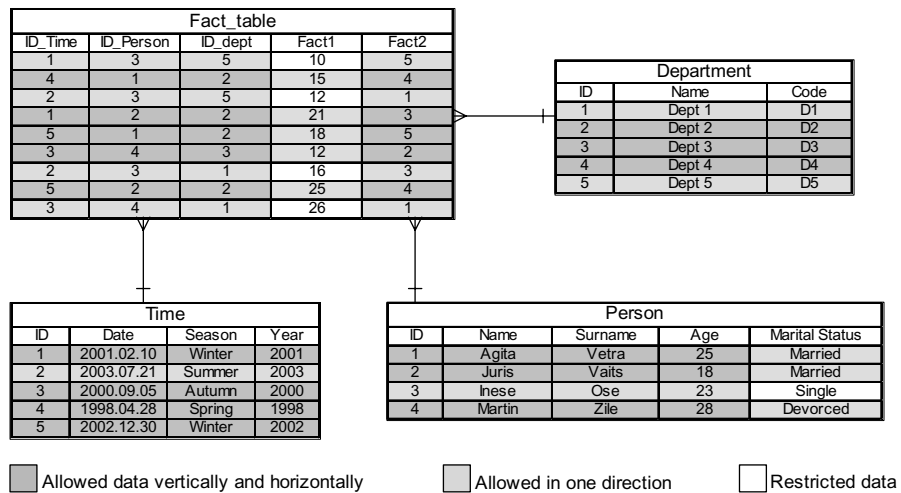 Fact_table
ID_Time ID_Person ID_dept Fact1 Fact2
1 3 5 10 5
4 1 2 15 4
2 3 5 12 1
1 2 2 21 3
5 1 2 18 5
3 4 3 12 2
2 3 1 16 3
5 2 2 25 4
3 4 1 26 1
Department
ID Name Code
1 Dept 1 D1
2 Dept 2 D2
3 Dept 3 D3
4 Dept 4 D4
5 Dept 5 D5
Time
ID Date Season Year
1 2001.02.10 Winter 2001
2 2003.07.21 Summer 2003
3 2000.09.05 Autumn 2000
4 1998.04.28 Spring 1998
5 2002.12.30 Winter 2002
Person
ID Name Surname Age Marital Status
1 Agita Vetra 25 Married
2 Juris Vaits 18 Married
3 Inese Ose 23 Single
4 Martin Zile 28 Devorced
Allowed data vertically and horizontally
Allowed in one direction
Restricted data